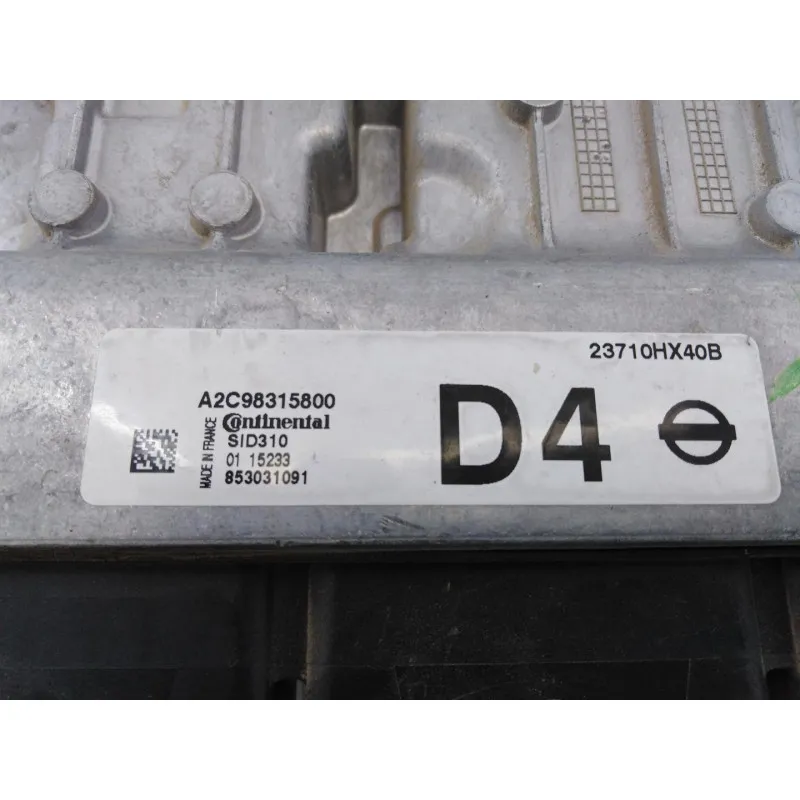 23710HX40B
A2C98315800
Continental
SID310
01 15233
853031091
MADE IN FRANCE
D4